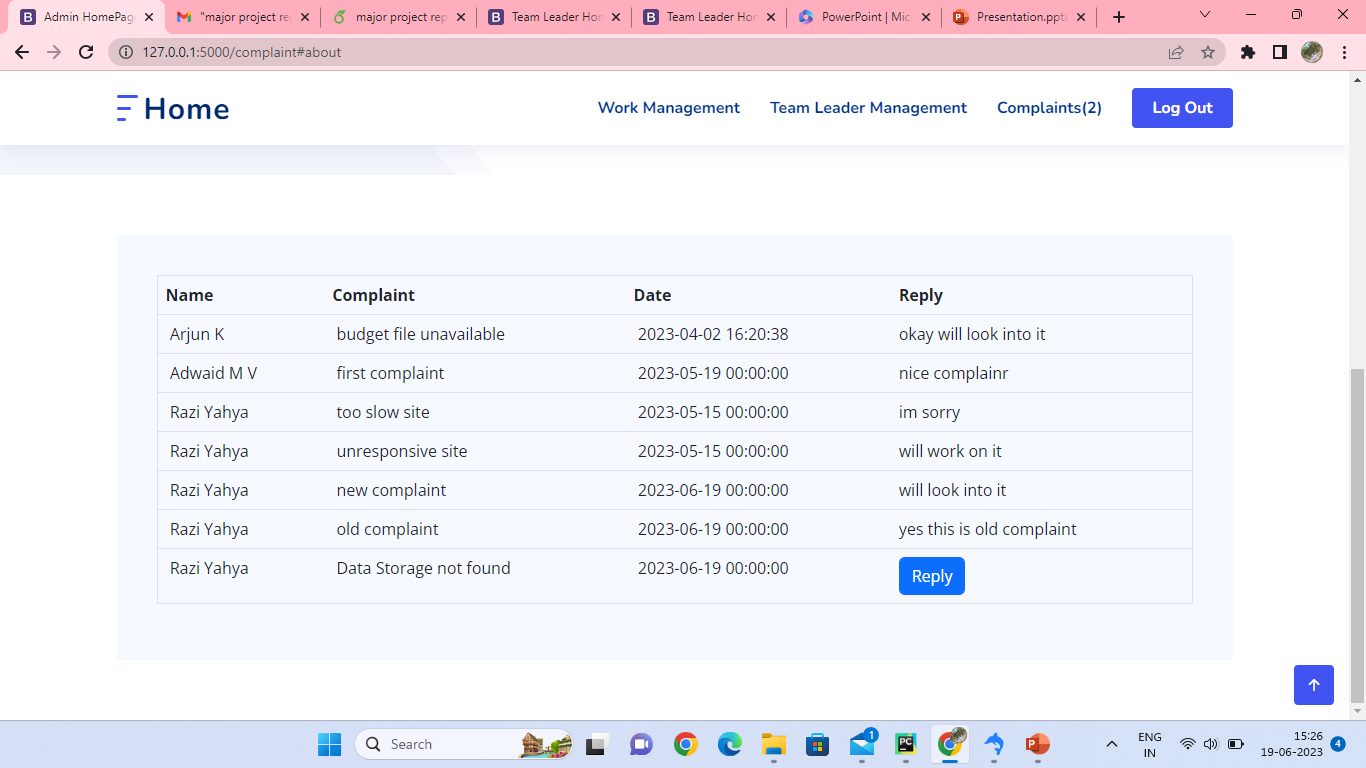 Admin HomePag
"major project re
major project rep
Team Leader Hon
Team Leader Hon
PowerPoint | Mic
Presentation.ppt
127.0.0.1:5000/complaint#about
Home
Work Management
Team Leader Management
Complaints(2)
Log Out
Name Complaint Date Reply
Arjun K budget file unavailable 2023-04-02 16:20:38 okay will look into it
Adwaid M V first complaint 2023-05-19 00:00:00 nice complainr
Razi Yahya too slow site 2023-05-15 00:00:00 im sorry
Razi Yahya unresponsive site 2023-05-15 00:00:00 will work on it
Razi Yahya new complaint 2023-06-19 00:00:00 will look into it
Razi Yahya old complaint 2023-06-19 00:00:00 yes this is old complaint
Razi Yahya Data Storage not found 2023-06-19 00:00:00 Reply
Search
1
ENG
IN
15:26
19-06-2023
4